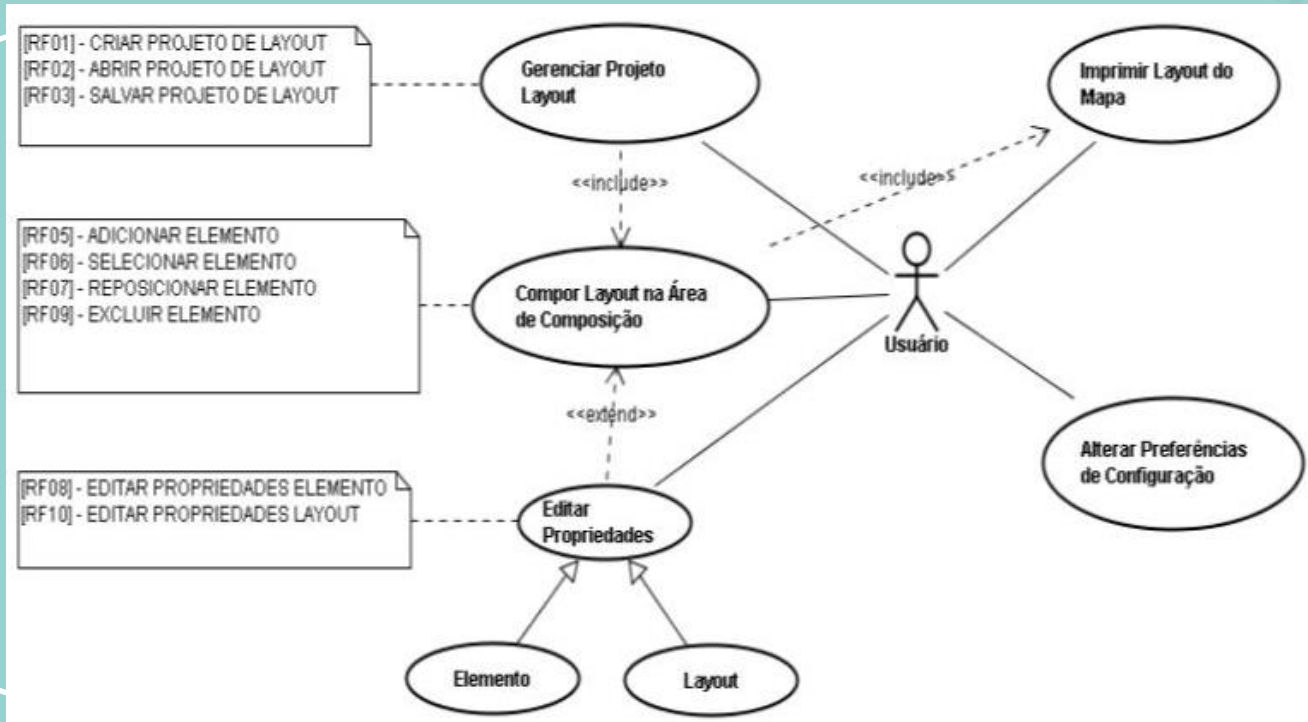 [RF01] - CRIAR PROJETO DE LAYOUT
[RF02] - ABRIR PROJETO DE LAYOUT
[RF03] - SALVAR PROJETO DE LAYOUT
Gerenciar Projeto
Layout
Imprimir Layout do
Mapa
<<include>>
<<include>>
[RF05] - ADICIONAR ELEMENTO
[RF06] - SELECIONAR ELEMENTO
[RF07] - REPOSICIONAR ELEMENTO
[RF09] - EXCLUIR ELEMENTO
Compor Layout na Área
de Composição
Usuário
<<extend>>
Alterar Preferências
de Configuração
[RF08] - EDITAR PROPRIEDADES ELEMENTO
[RF10] - EDITAR PROPRIEDADES LAYOUT
Editar
Propriedades
Elemento
Layout